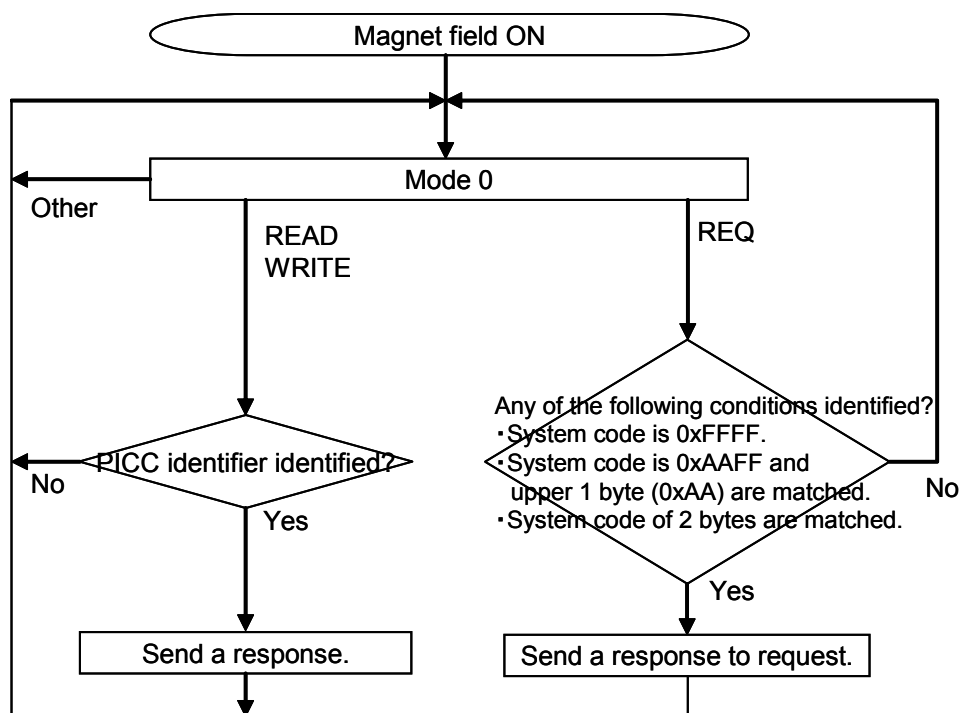 Magnet field ON
Mode 0
Other
READ
WRITE
REQ
PICC identifier identified?
No
Yes
Any of the following conditions identified?
・System code is 0xFFFF.
・System code is 0xAAFF and
upper 1 byte (0xAA) are matched.
・System code of 2 bytes are matched.
No
Yes
Send a response.
Send a response to request.